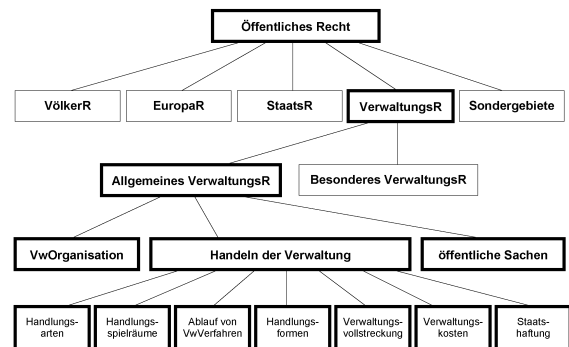 Öffentliches Recht
VölkerR
EuropaR
StaatsR
VerwaltungsR
Sondergebiete
Allgemeines VerwaltungsR
Besonderes VerwaltungsR
VwOrganisation
Handeln der Verwaltung
öffentliche Sachen
Handlungs-
arten
Handlungs-
spielräume
Ablauf von
VwVerfahren
Handlungs-
formen
Verwaltungs-
vollstreckung
Verwaltungs-
kosten
Staats-
haftung